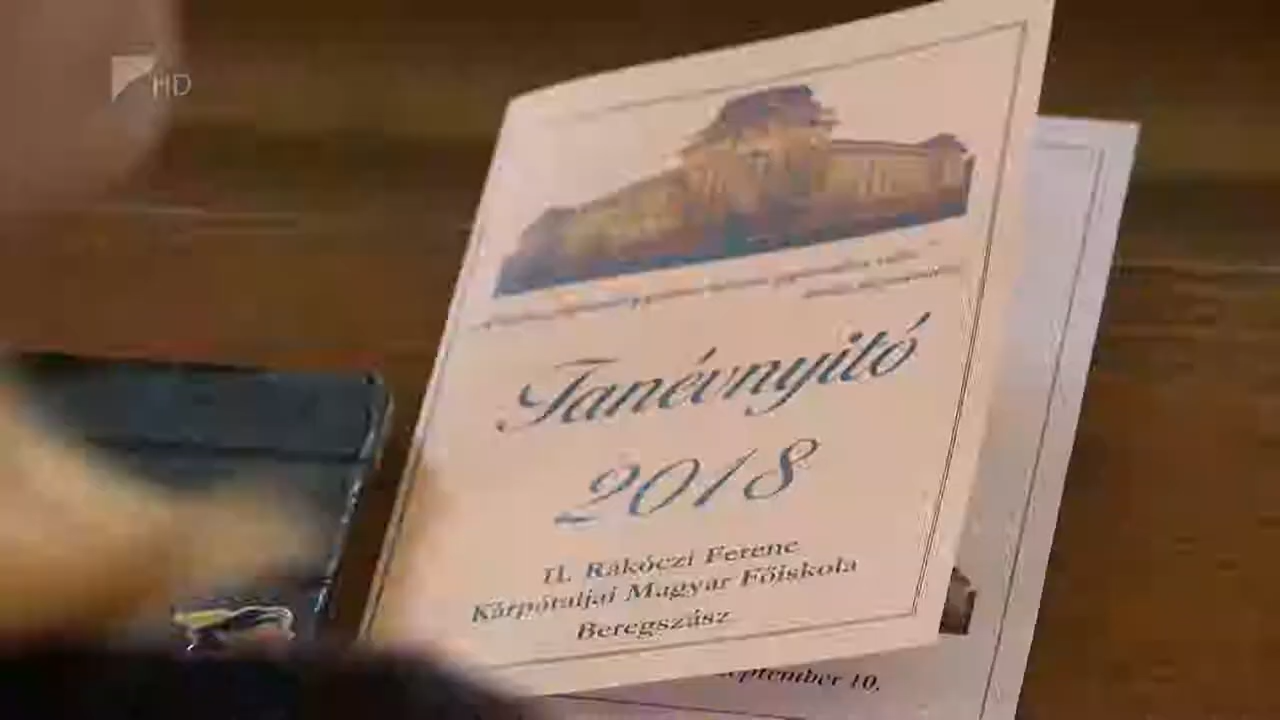 HD
Tanévnyitó
2018
II. Rákóczi Ferenc
Kárpátaljai Magyar Főiskola
Beregszász
eptember 10.